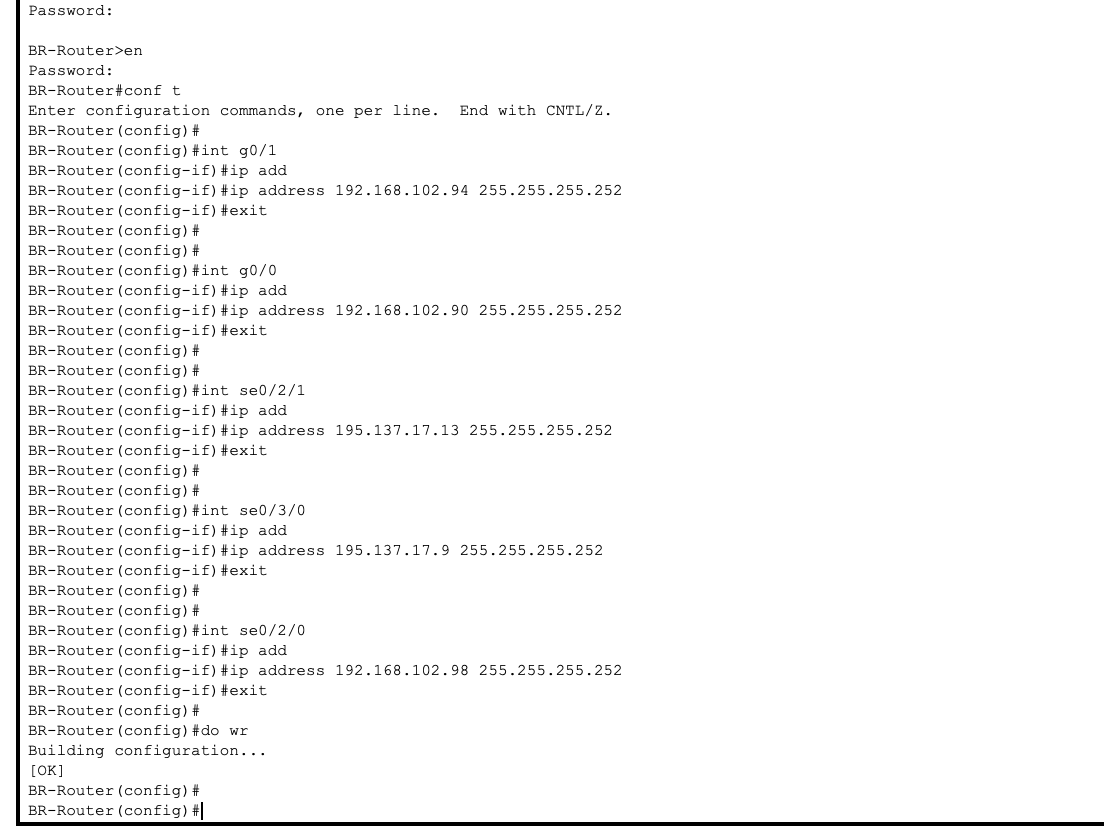 Password:
BR-Router>en
Password:
BR-Router#conf t
Enter configuration commands, one per line.  End with CNTL/Z.
BR-Router(config)#
BR-Router(config)#int g0/1
BR-Router(config-if)#ip add
BR-Router(config-if)#ip address 192.168.102.94 255.255.255.252
BR-Router(config-if)#exit
BR-Router(config)#
BR-Router(config)#
BR-Router(config)#int g0/0
BR-Router(config-if)#ip add
BR-Router(config-if)#ip address 192.168.102.90 255.255.255.252
BR-Router(config-if)#exit
BR-Router(config)#
BR-Router(config)#
BR-Router(config)#int se0/2/1
BR-Router(config-if)#ip add
BR-Router(config-if)#ip address 195.137.17.13 255.255.255.252
BR-Router(config-if)#exit
BR-Router(config)#
BR-Router(config)#
BR-Router(config)#int se0/3/0
BR-Router(config-if)#ip add
BR-Router(config-if)#ip address 195.137.17.9 255.255.255.252
BR-Router(config-if)#exit
BR-Router(config)#
BR-Router(config)#
BR-Router(config)#int se0/2/0
BR-Router(config-if)#ip add
BR-Router(config-if)#ip address 192.168.102.98 255.255.255.252
BR-Router(config-if)#exit
BR-Router(config)#
BR-Router(config)#do wr
Building configuration...
[OK]
BR-Router(config)#
BR-Router(config)#